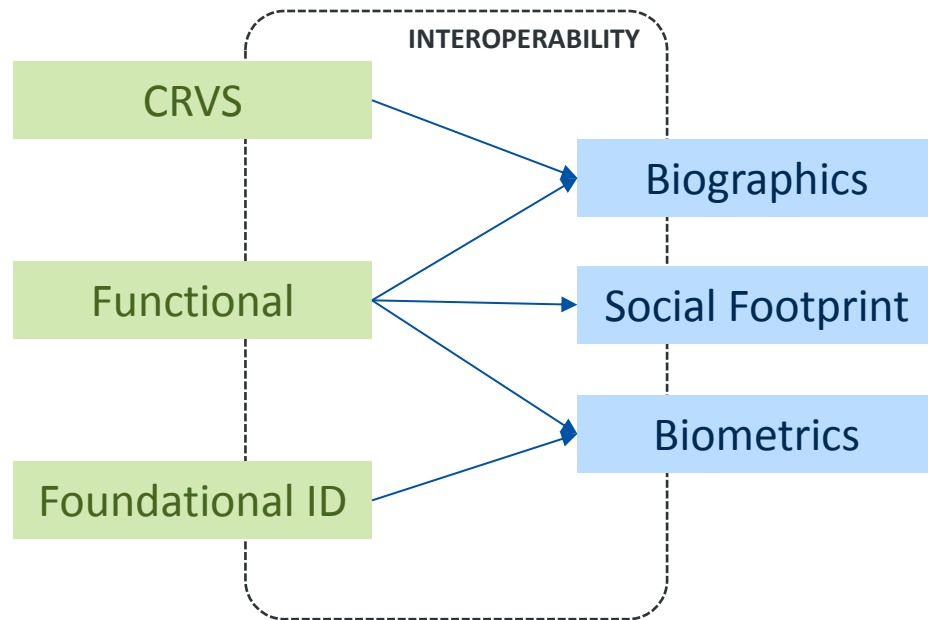 INTEROPERABILITY
CRVS
Biographics
Functional
Social Footprint
Biometrics
Foundational ID